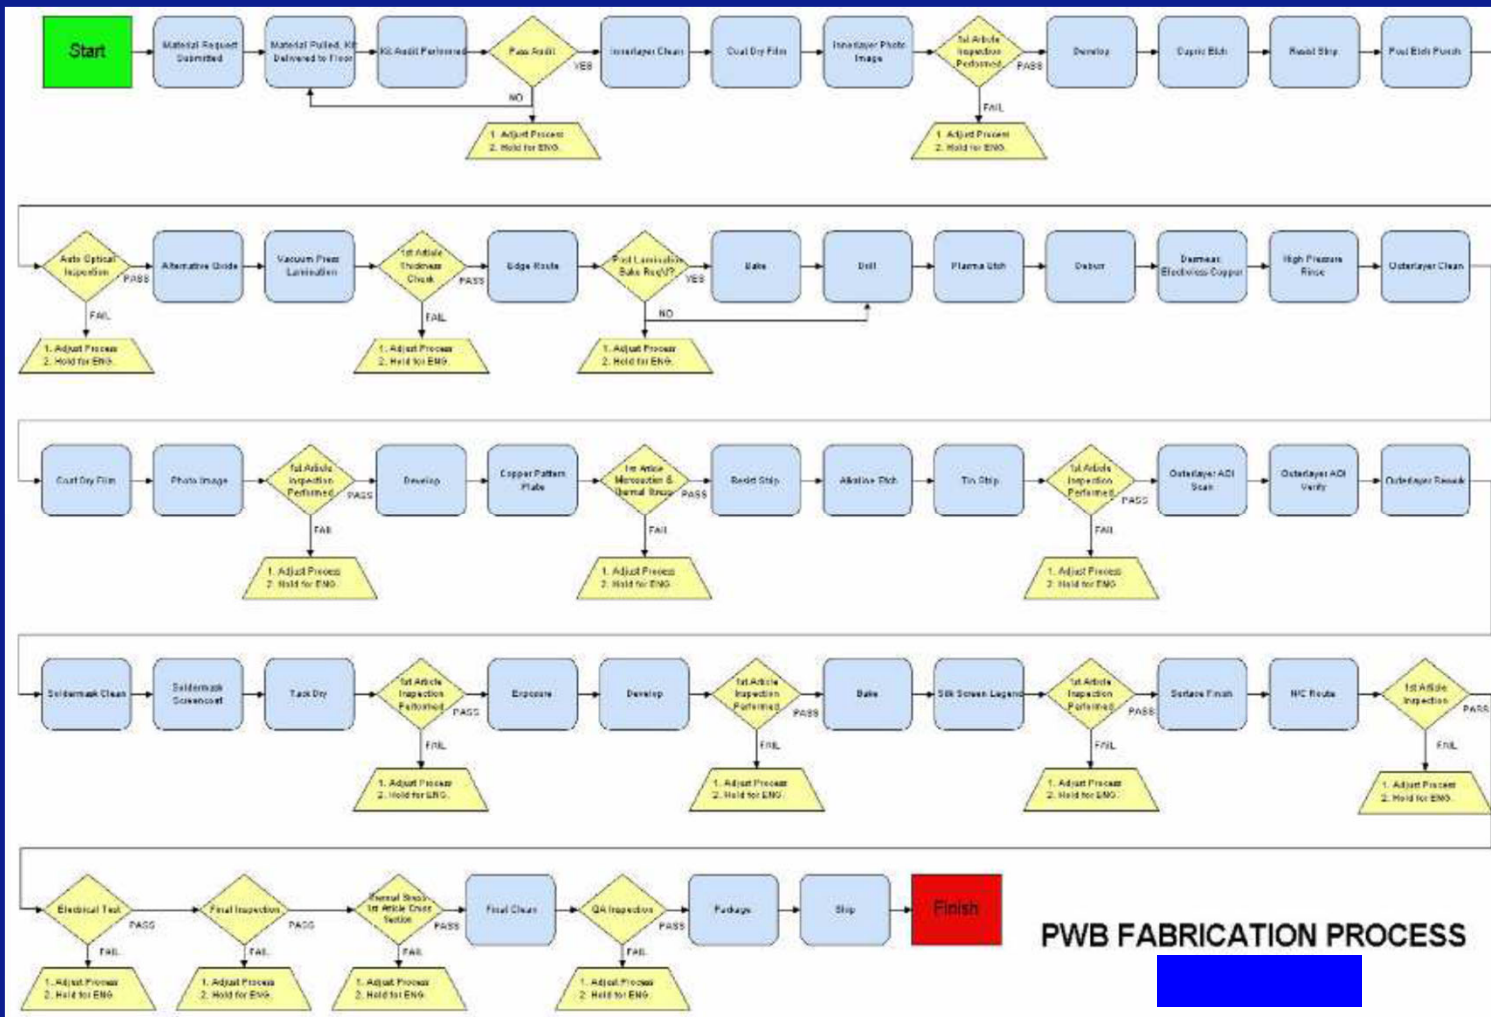 Start
Material Request
Submitted
Material Pulled, Kit
Delivered to Floor
Kit Audit Performed
Pass Audit
YES
Innerlayer Clean
Coat Dry Film
Innerlayer Photo
Image
1st Article
Inspection
Performed
PASS
Develop
Cupric Etch
Resist Strip
Post Etch Punch
NO
1. Adjust Process
2. Hold for ENG.
FAIL
1. Adjust Process
2. Hold for ENG.
Auto Optical
Inspection
PASS
Alternative Oxide
Vacuum Press
Lamination
1st Article
Thickness
Check
PASS
Edge Route
Post Lamination
Bake Req'd?
YES
Bake
Drill
Plasma Etch
Deburr
Desmear,
Electroless Copper
High Pressure
Rinse
Outerlayer Clean
FAIL
1. Adjust Process
2. Hold for ENG.
FAIL
1. Adjust Process
2. Hold for ENG.
NO
1. Adjust Process
2. Hold for ENG.
Coat Dry Film
Photo Image
1st Article
Inspection
Performed
PASS
Develop
Copper Pattern
Plate
1st Article
Microsection &
Thermal Stress
PASS
Resist Strip
Alkaline Etch
Tin Strip
1st Article
Inspection
Performed
PASS
Outerlayer AOI
Scan
Outerlayer AOI
Verify
Outerlayer Rework
FAIL
1. Adjust Process
2. Hold for ENG.
FAIL
1. Adjust Process
2. Hold for ENG.
FAIL
1. Adjust Process
2. Hold for ENG.
Soldermask Clean
Soldermask
Screencoat
Tack Dry
1st Article
Inspection
Performed
PASS
Exposure
Develop
1st Article
Inspection
Performed
PASS
Bake
Silk Screen Legend
1st Article
Inspection
Performed
PASS
Surface Finish
N/C Route
1st Article
Inspection
PASS
FAIL
1. Adjust Process
2. Hold for ENG.
FAIL
1. Adjust Process
2. Hold for ENG.
FAIL
1. Adjust Process
2. Hold for ENG.
FAIL
1. Adjust Process
2. Hold for ENG.
Electrical Test
PASS
Final Inspection
PASS
Thermal Stress
1st Article Cross
Section
PASS
Final Clean
QA Inspection
PASS
Package
Ship
Finish
FAIL
1. Adjust Process
2. Hold for ENG.
FAIL
1. Adjust Process
2. Hold for ENG.
FAIL
1. Adjust Process
2. Hold for ENG.
FAIL
1. Adjust Process
2. Hold for ENG.
PWB FABRICATION PROCESS